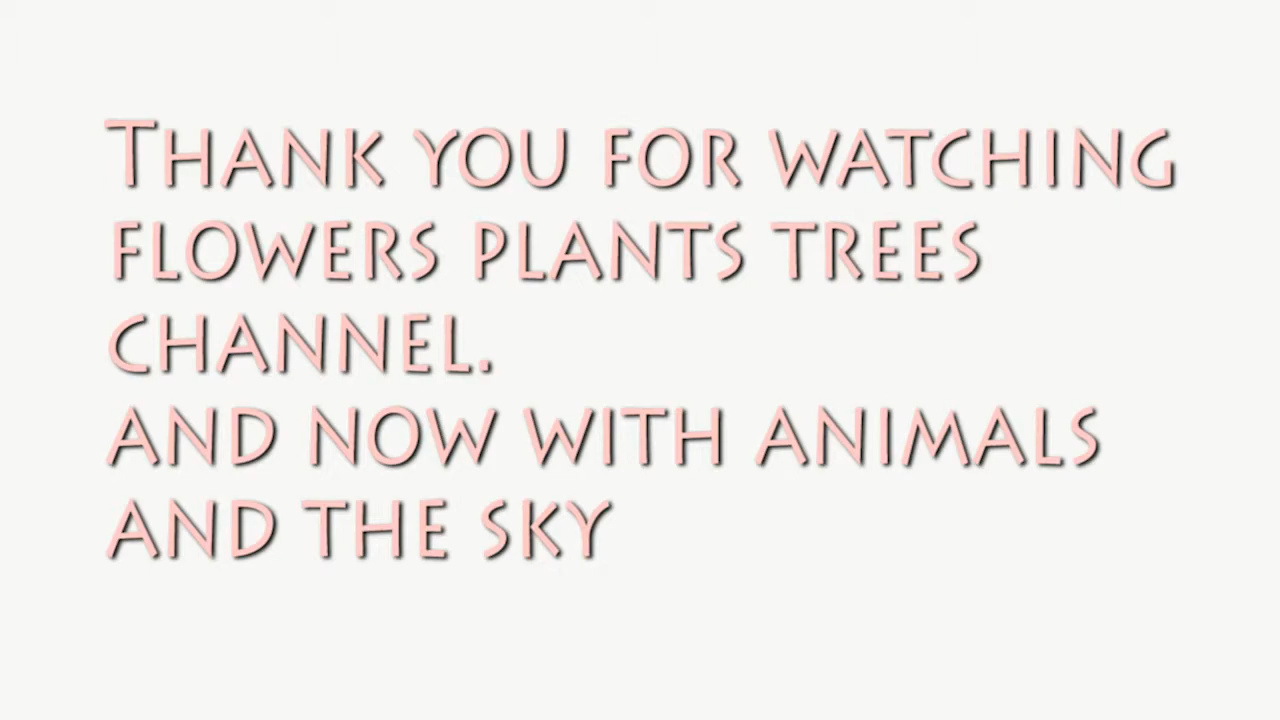 Thank you for watching
flowers plants trees
channel.
and now with animals
and the sky